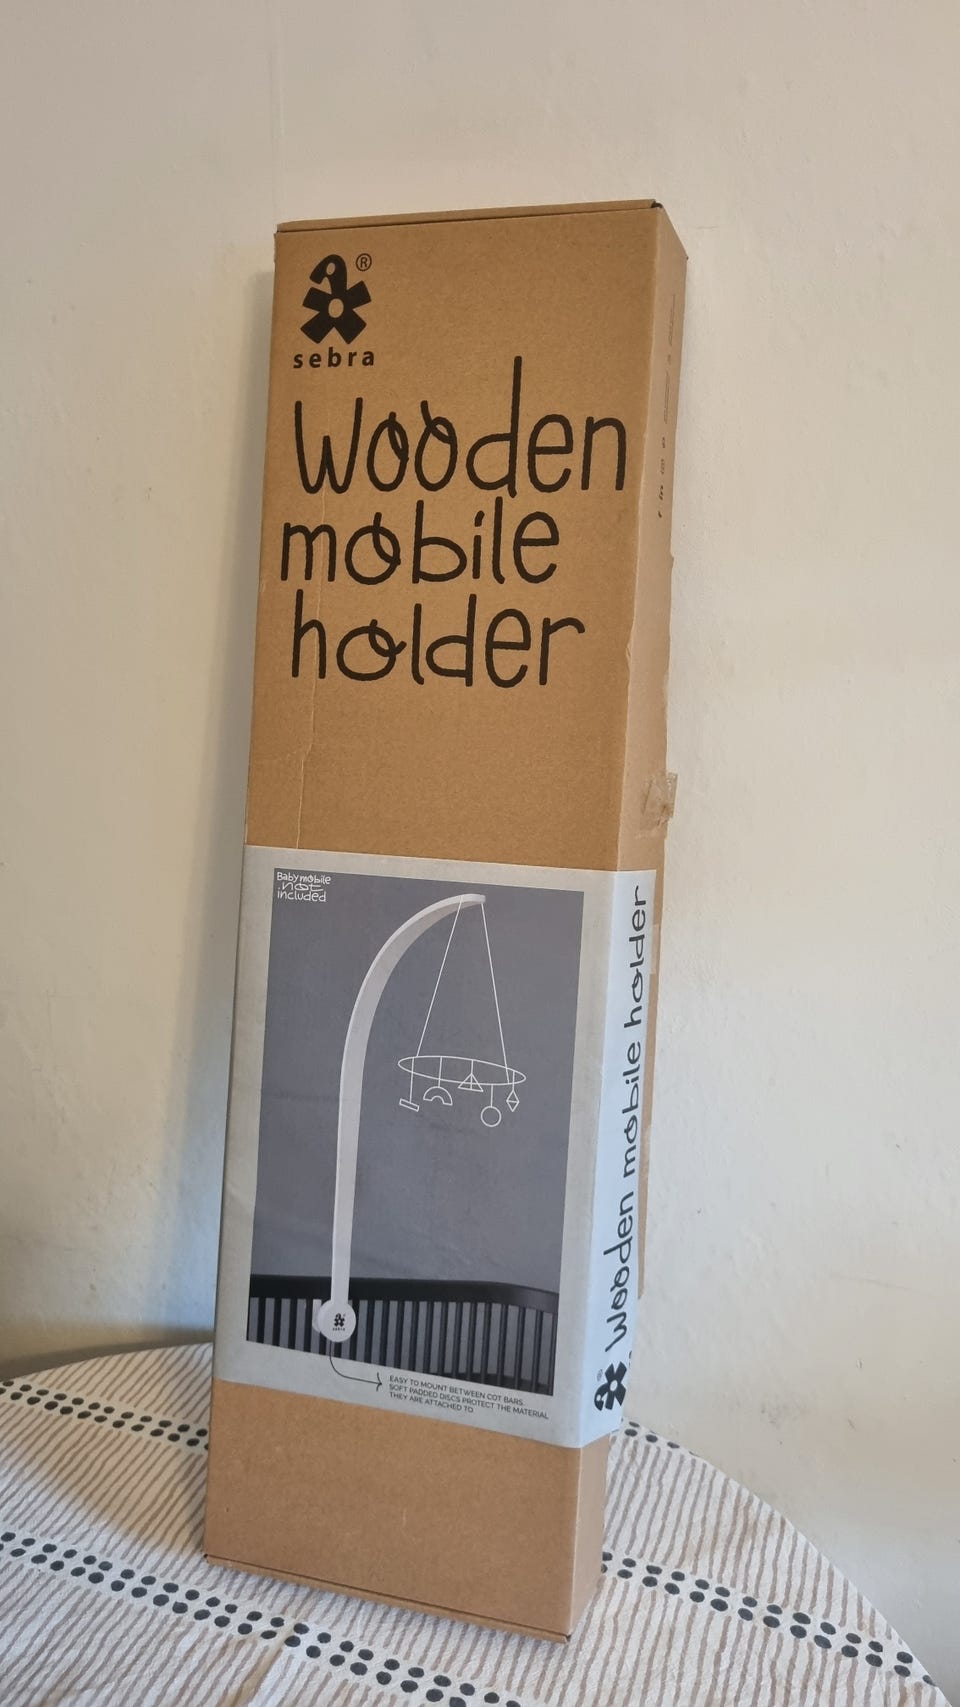 ®
sebra
Wooden
mobile
holder
Baby mobile
not
included
sebra
EASY TO MOUNT BETWEEN COT BARS.
SOFT PADDED DISCS PROTECT THE MATERIAL
THEY ARE ATTACHED TO
® Wooden mobile holder